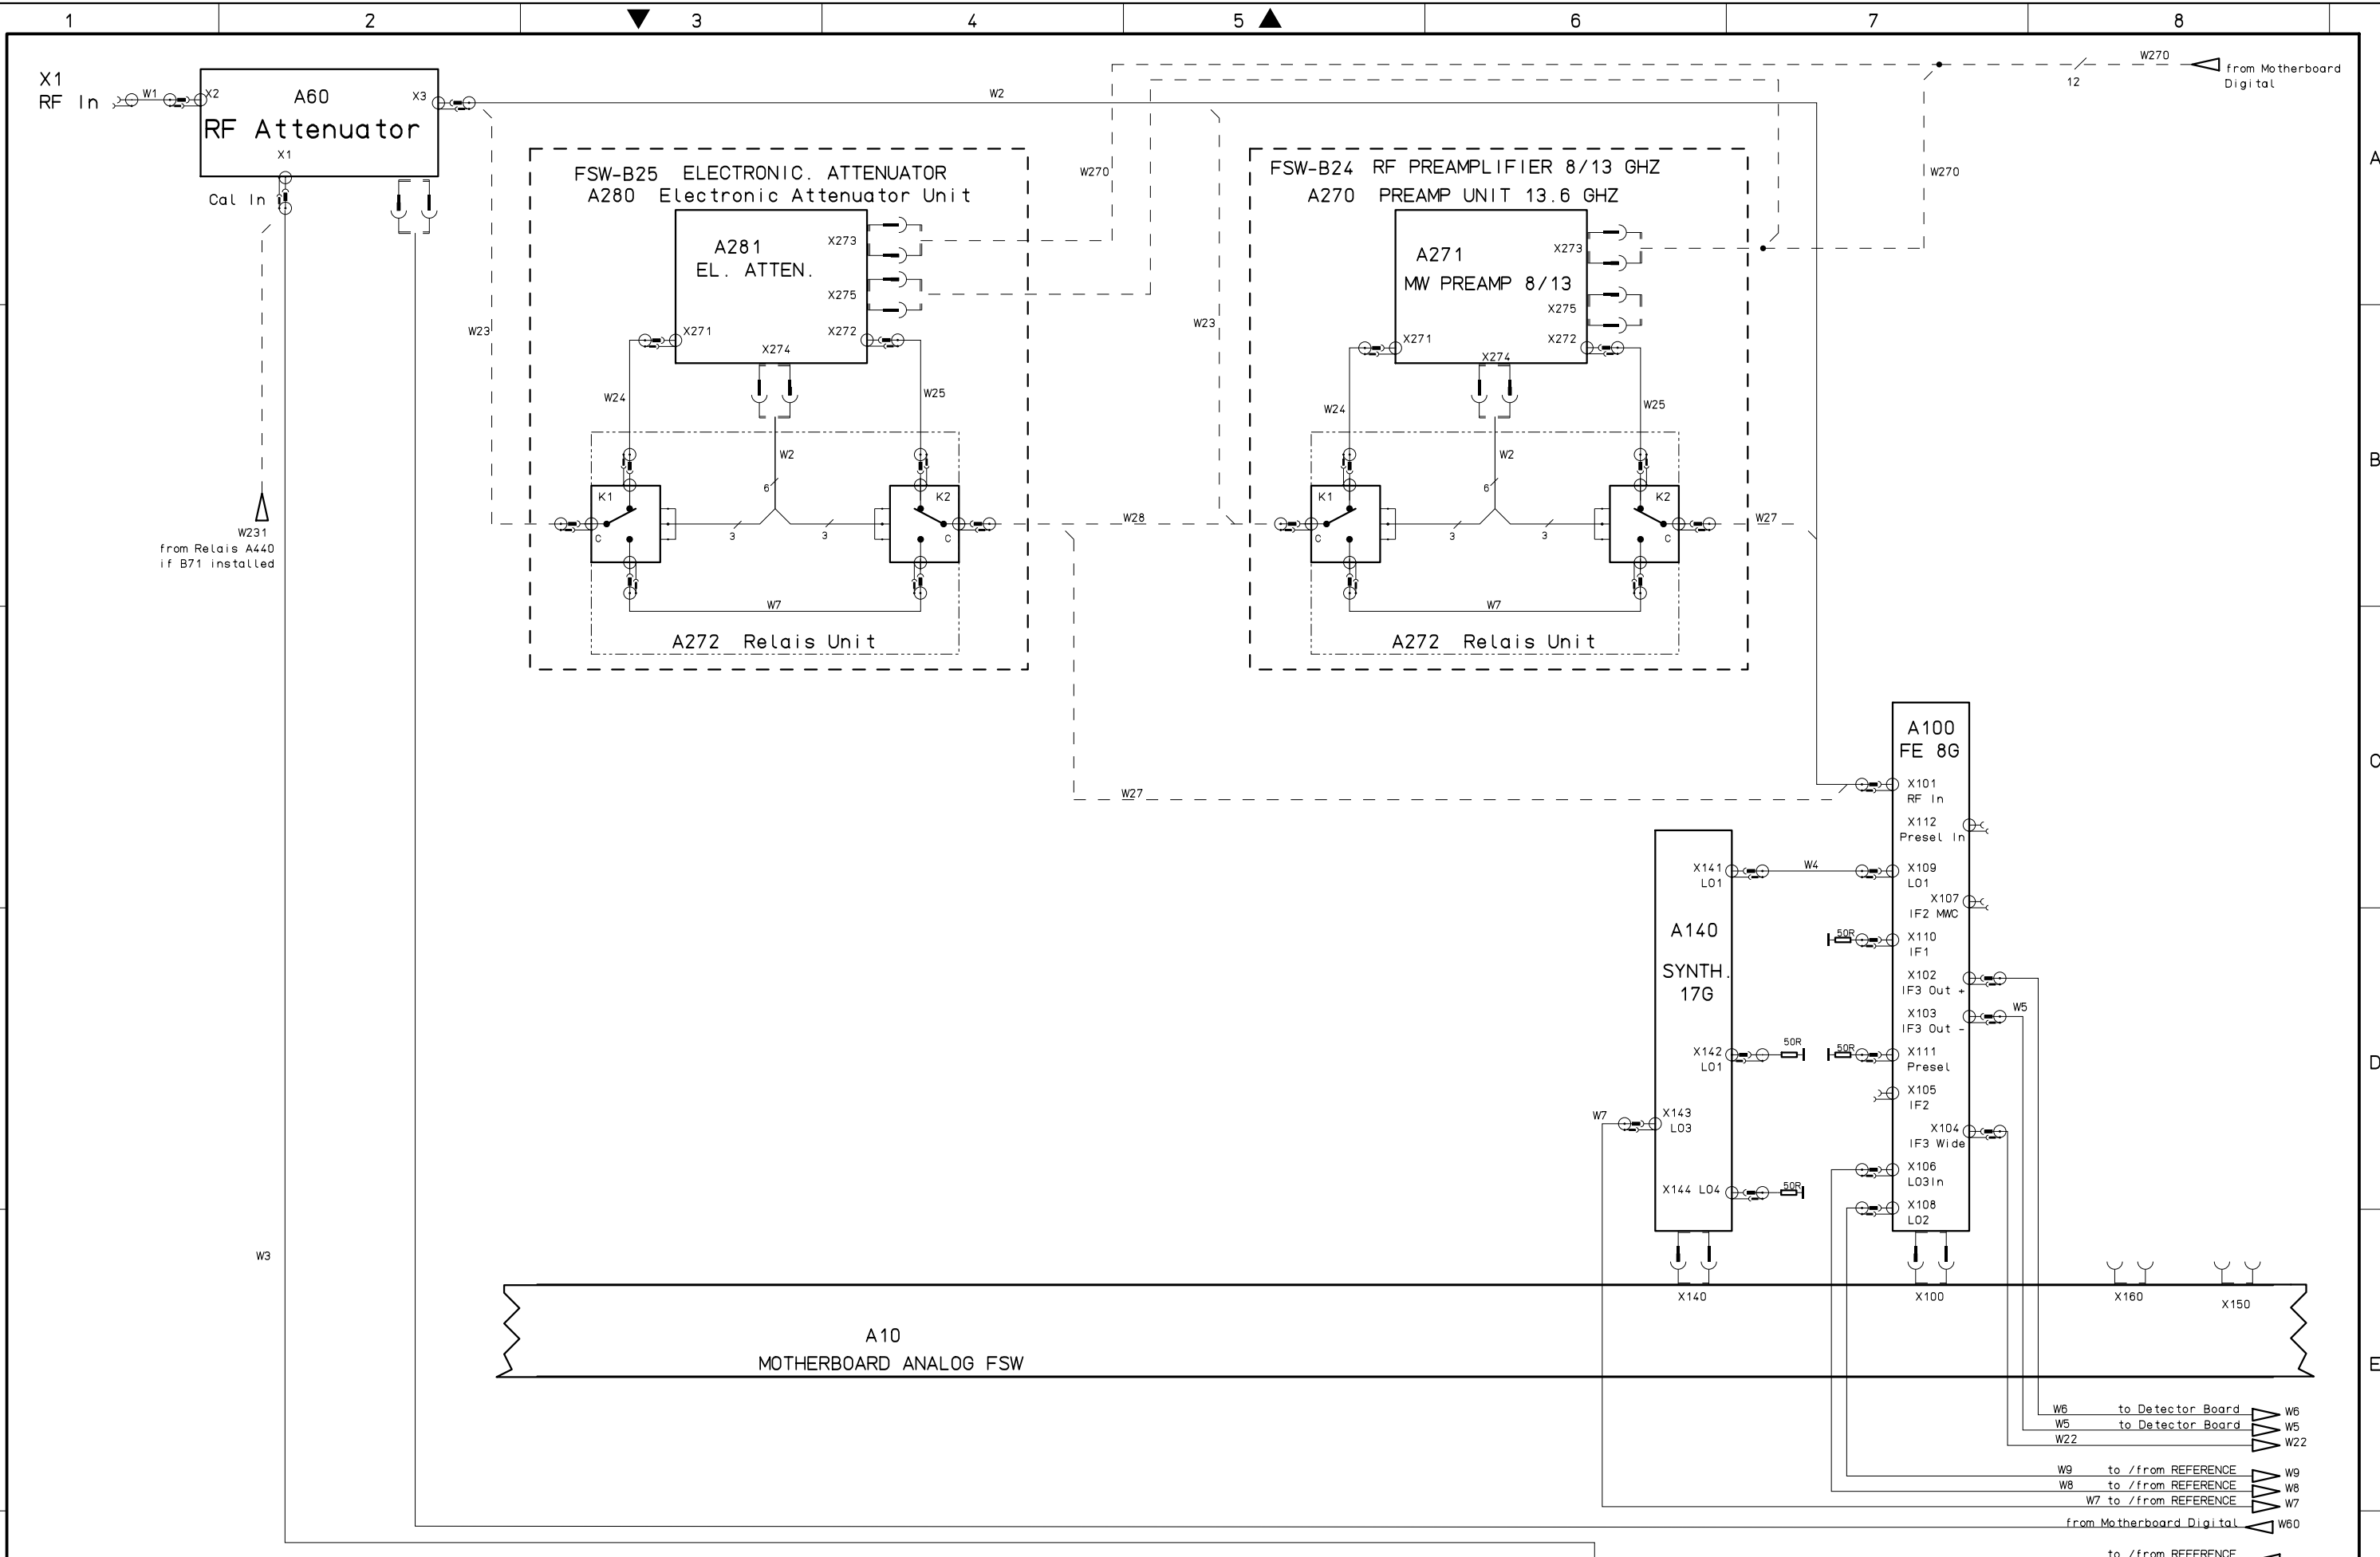 1 2 3 4 5 6 7 8
X1
RF In
W1
X2
A60
X3
RF Attenuator
X1
Cal In
W2
W270
12
from Motherboard
Digital
A
FSW-B25 ELECTRONIC. ATTENUATOR
A280 Electronic Attenuator Unit
W270
FSW-B24 RF PREAMPLIFIER 8/13 GHZ
A270 PREAMP UNIT 13.6 GHZ
W270
A281
EL. ATTEN.
X273
X275
X271
X272
X274
A271
MW PREAMP 8/13
X273
X275
X271
X272
X274
W23
W23
W24
W25
W24
W25
W2
W2
B
6
6
K1
K2
K1
K2
C
C
C
C
3
3
3
3
W28
W27
W231
from Relais A440
if B71 installed
W7
W7
A272 Relais Unit
A272 Relais Unit
A100
FE 8G
C
W27
X101
RF In
X112
Presel In
X141
LO1
W4
X109
LO1
X107
IF2 MWC
A140
SYNTH.
17G
50R
X110
IF1
X102
IF3 Out +
X103
IF3 Out -
W5
X142
LO1
50R
50R
X111
Presel
D
X105
IF2
W7
X143
LO3
X104
IF3 Wide
X106
LO3In
X144 LO4
50R
X108
LO2
W3
X140
X100
X160
X150
A10
MOTHERBOARD ANALOG FSW
E
W6 to Detector Board W6
W5 to Detector Board W5
W22 W22
W9 to /from REFERENCE W9
W8 to /from REFERENCE W8
W7 to /from REFERENCE W7
from Motherboard Digital W60
to /from REFERENCE